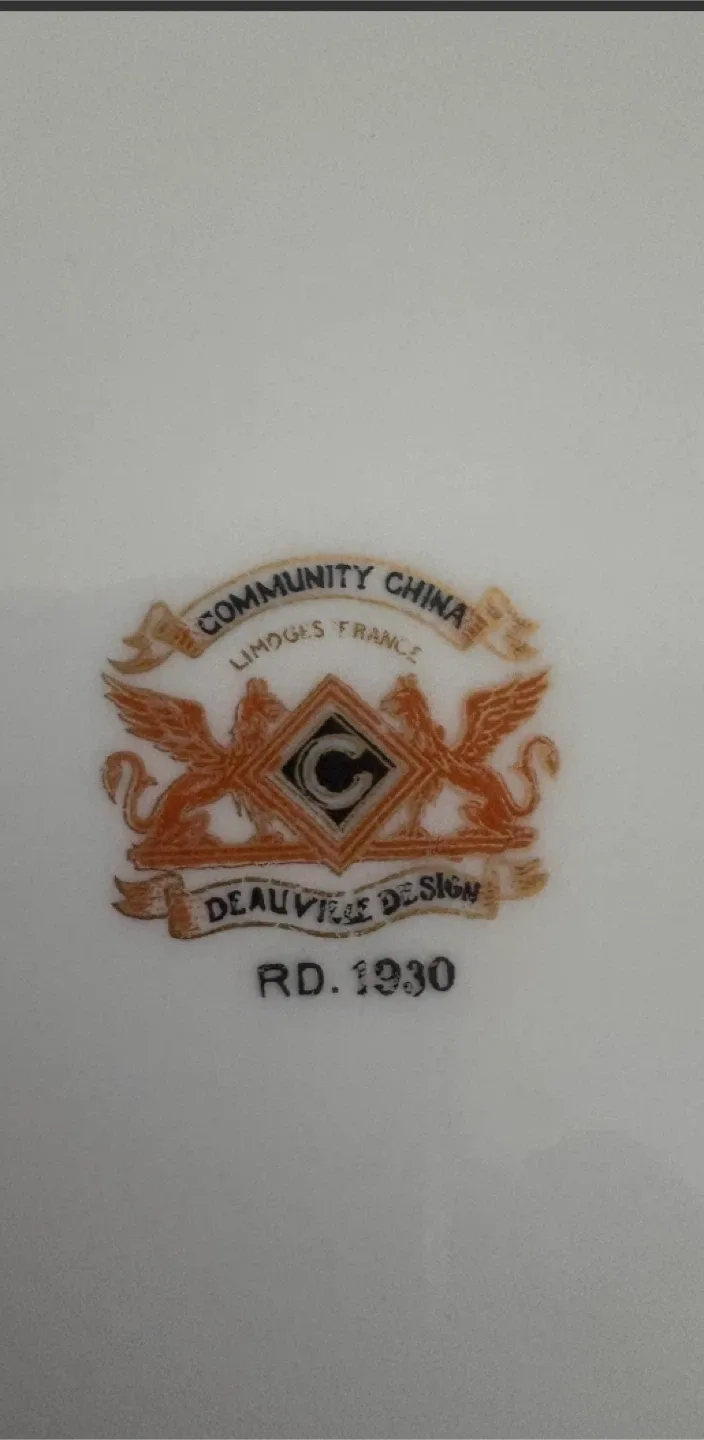 COMMUNITY CHINA
LIMOGES FRANCE
C
DEAUVILLE DESIGN
RD. 1930